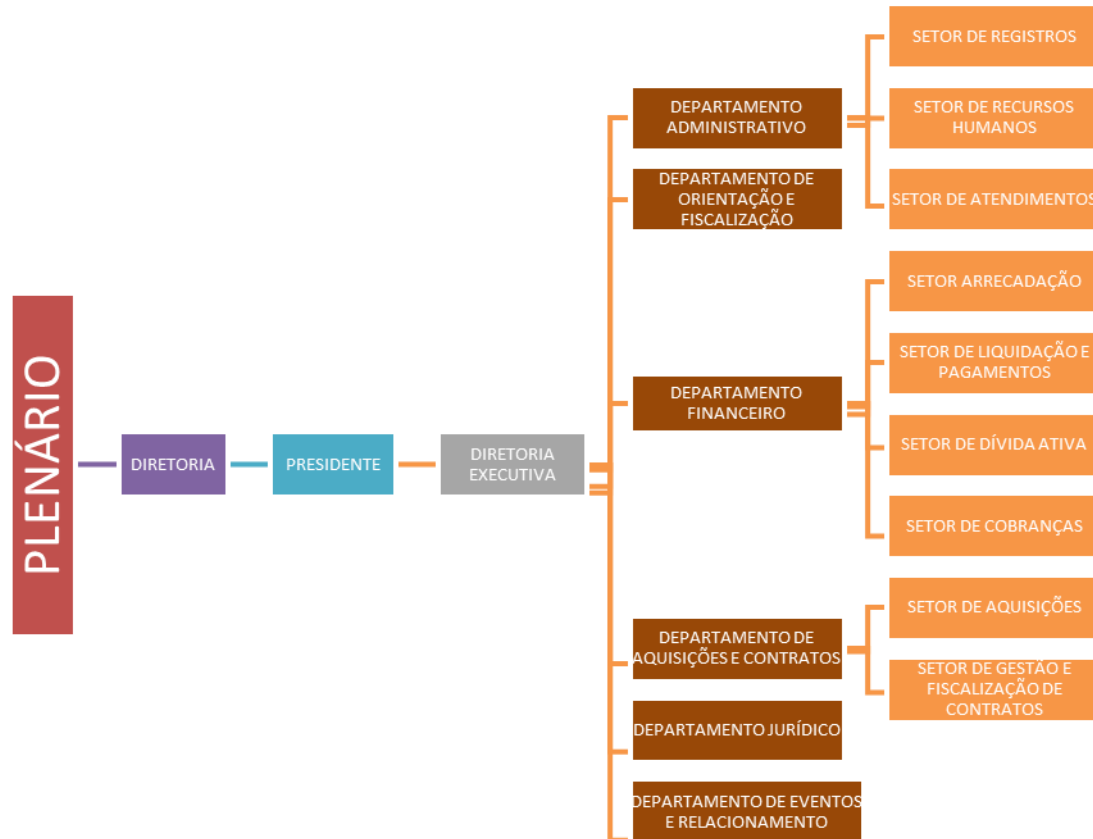 PLENÁRIO
DIRETORIA
PRESIDENTE
DIRETORIA
EXECUTIVA
DEPARTAMENTO
ADMINISTRATIVO
SETOR DE REGISTROS
SETOR DE RECURSOS
HUMANOS
SETOR DE ATENDIMENTOS
DEPARTAMENTO DE
ORIENTAÇÃO E
FISCALIZAÇÃO
DEPARTAMENTO
FINANCEIRO
SETOR ARRECADAÇÃO
SETOR DE LIQUIDAÇÃO E
PAGAMENTOS
SETOR DE DÍVIDA ATIVA
SETOR DE COBRANÇAS
DEPARTAMENTO DE
AQUISIÇÕES E CONTRATOS
SETOR DE AQUISIÇÕES
SETOR DE GESTÃO E
FISCALIZAÇÃO DE
CONTRATOS
DEPARTAMENTO JURÍDICO
DEPARTAMENTO DE EVENTOS
E RELACIONAMENTO